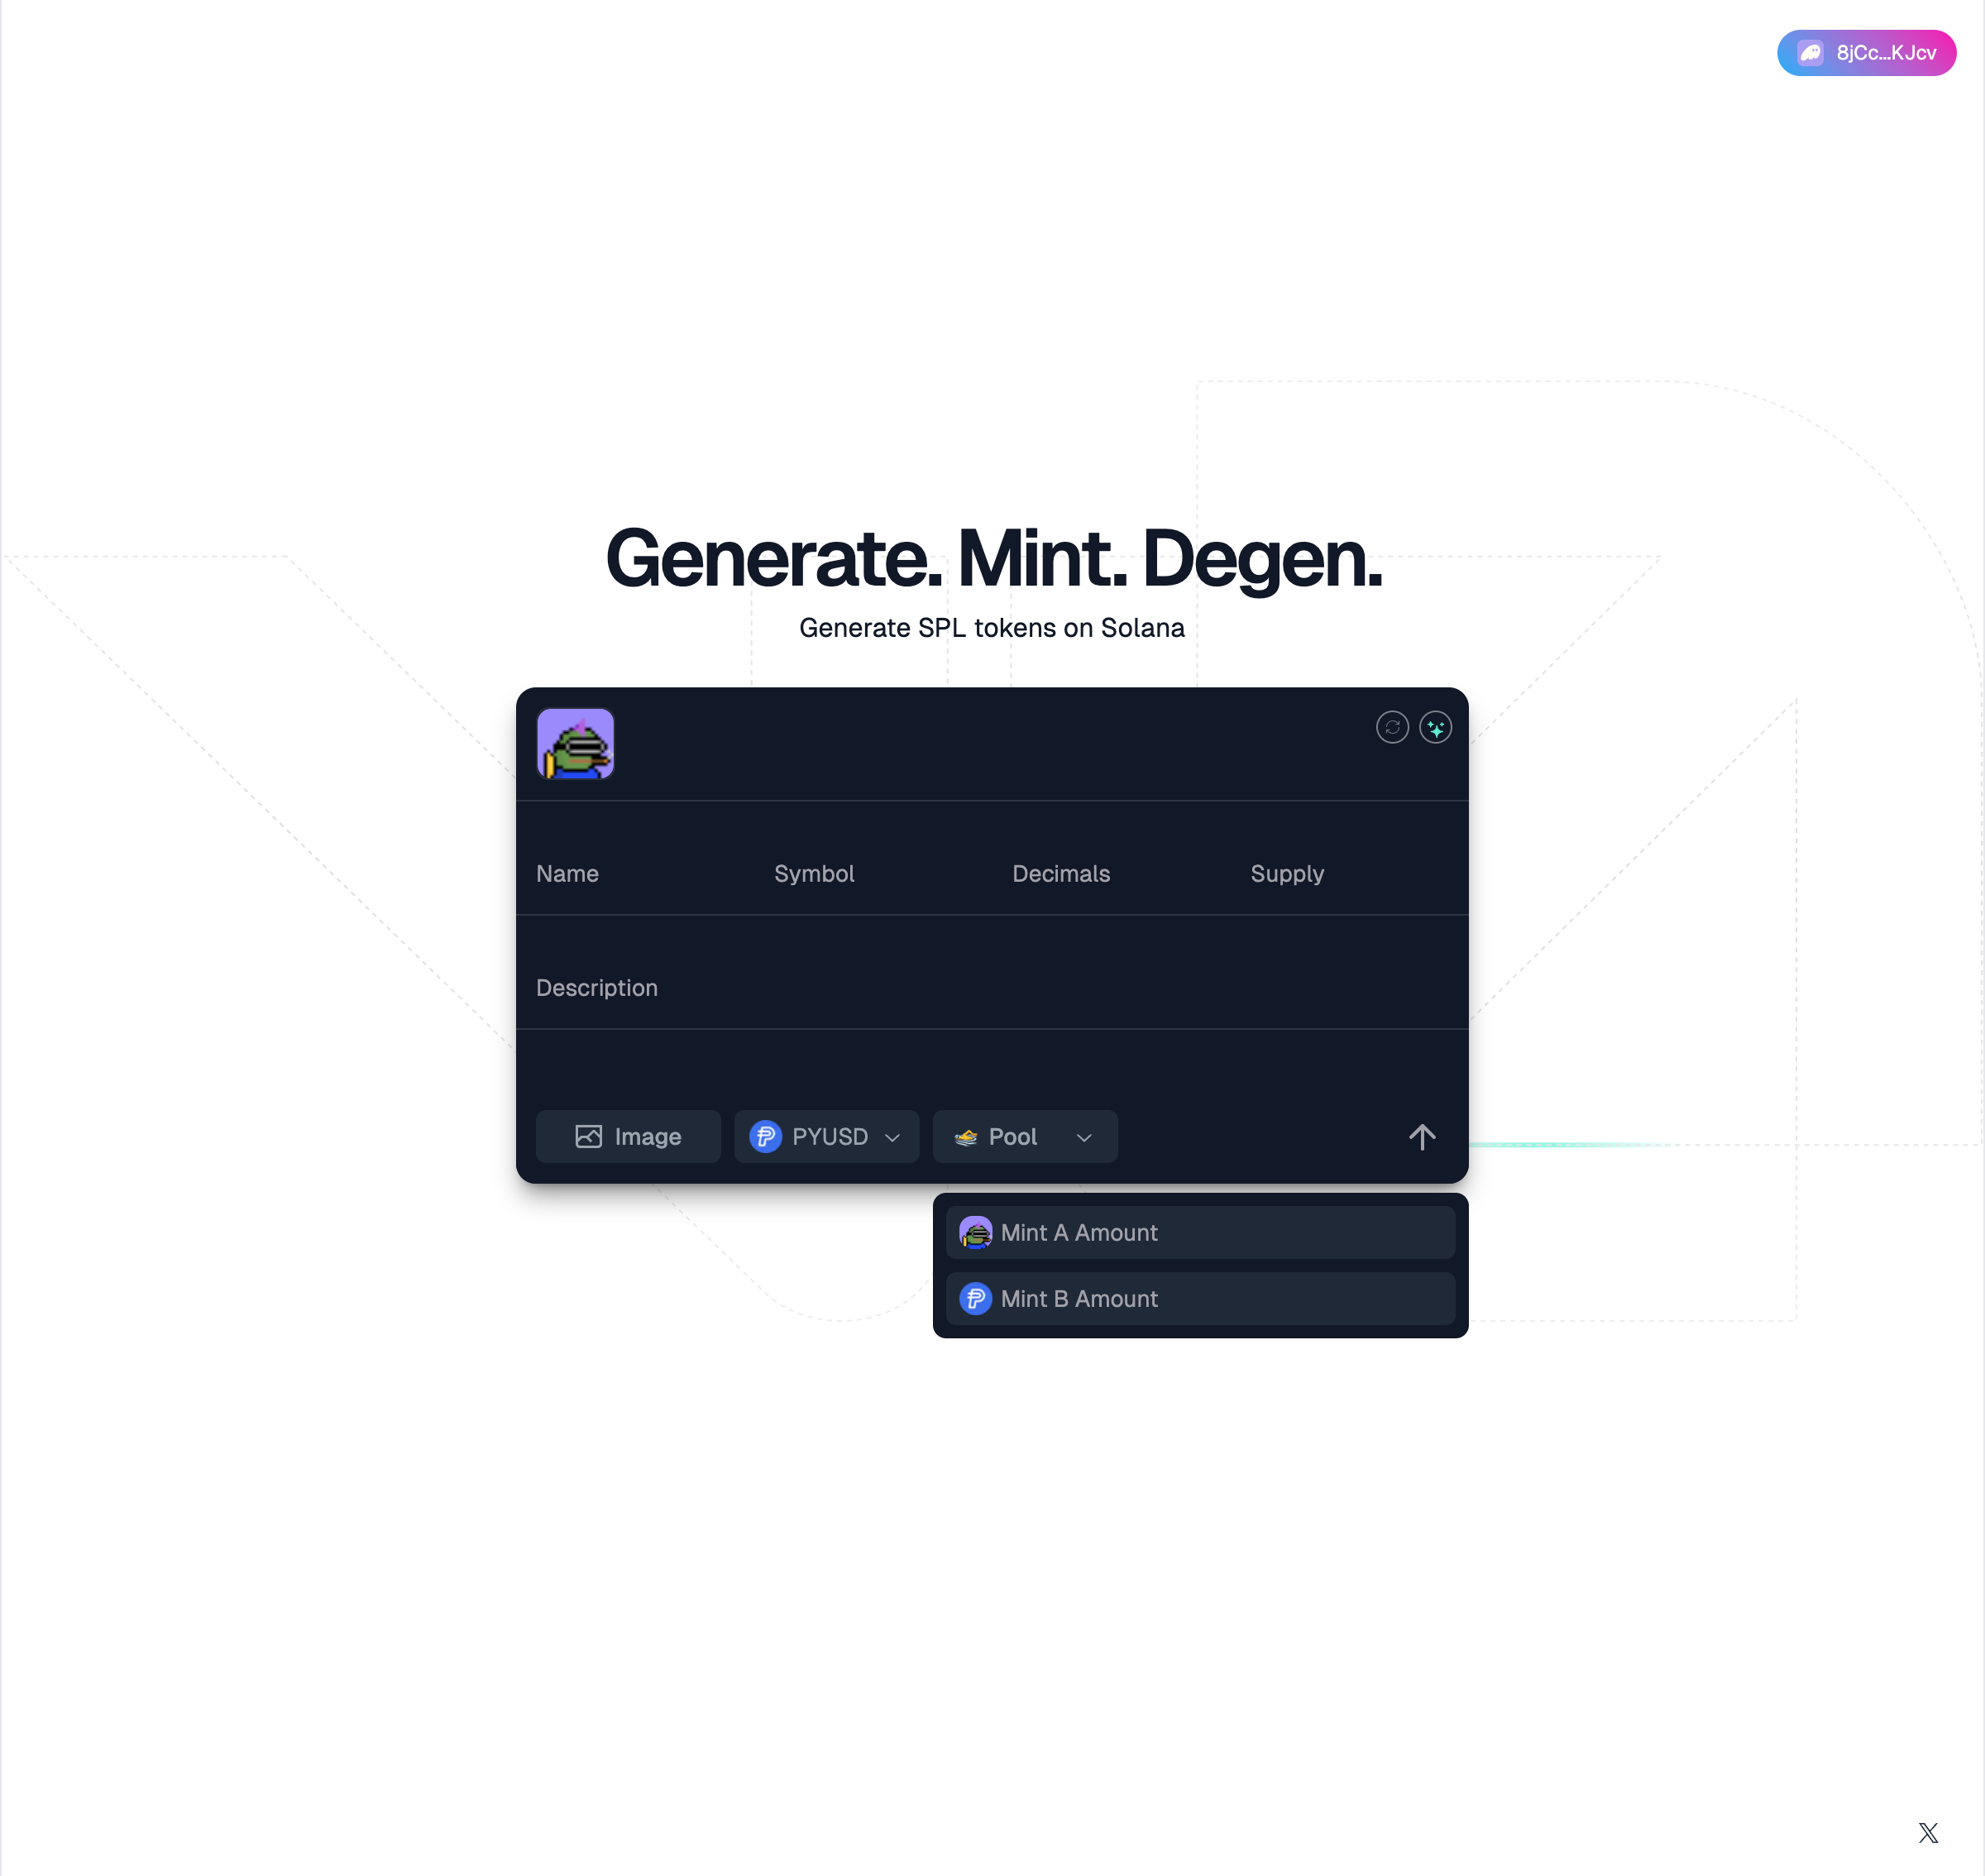 8jCc...KJcv
Generate. Mint. Degen.
Generate SPL tokens on Solana
Name Symbol Decimals Supply
Description
Image PYUSD Pool
Mint A Amount
Mint B Amount